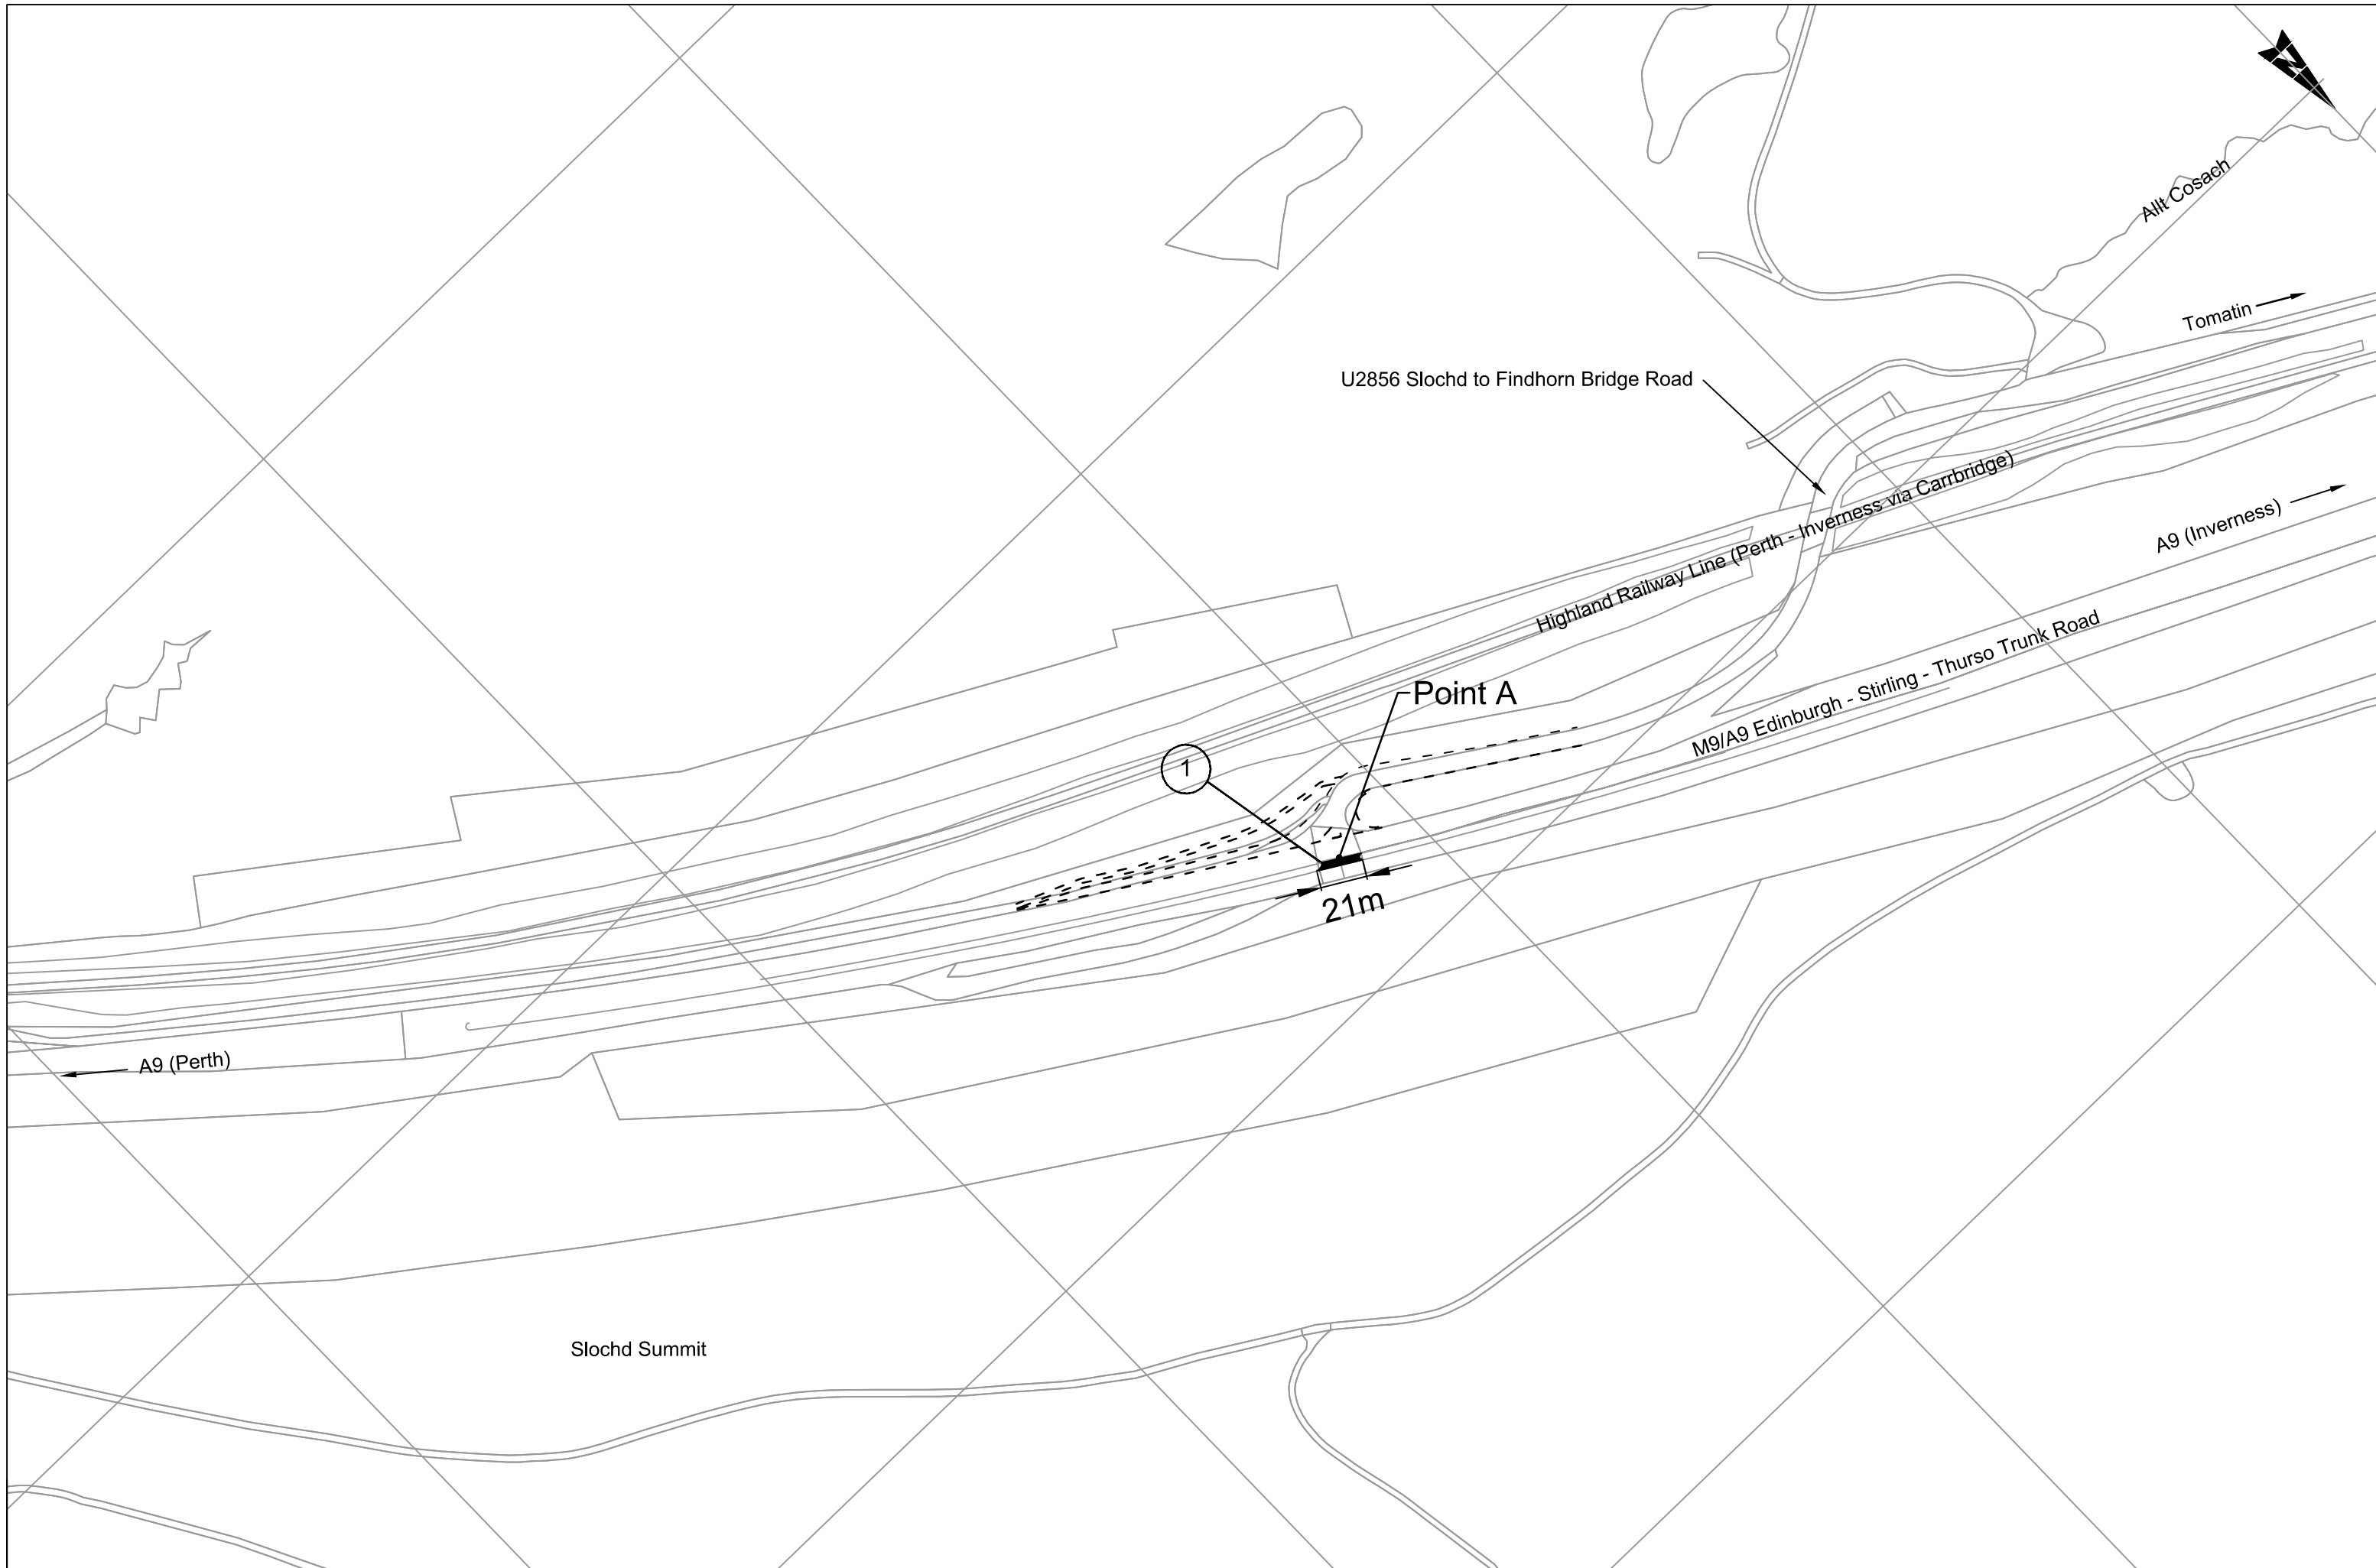 N
Allt Cosach
Tomatin
U2856 Slochd to Findhorn Bridge Road
Highland Railway Line (Perth - Inverness via Carrbridge)
A9 (Inverness)
M9/A9 Edinburgh - Stirling - Thurso Trunk Road
Point A
1
21m
A9 (Perth)
Slochd Summit